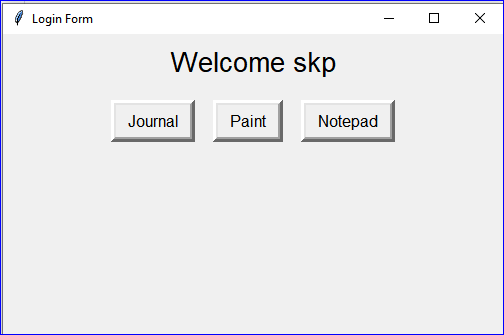 Login Form
Welcome skp
Journal Paint Notepad